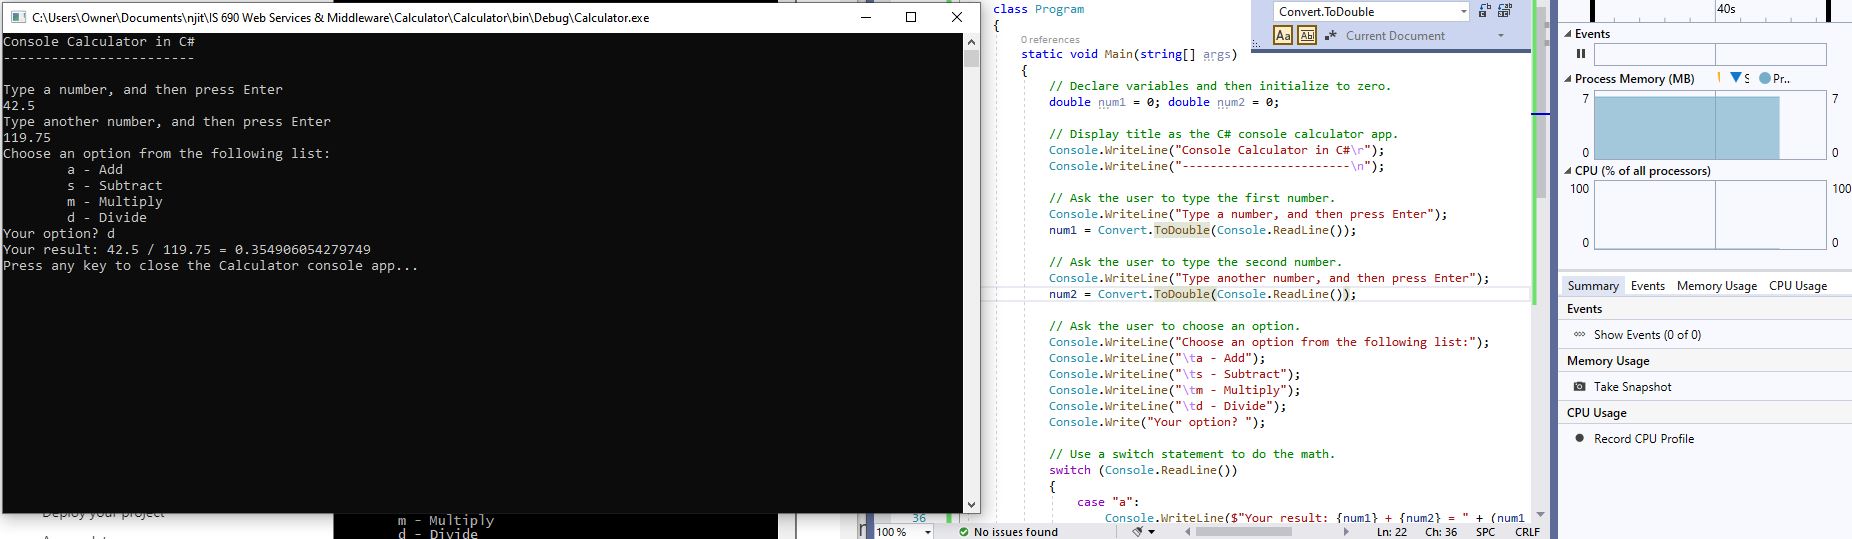 C:\Users\Owner\Documents\njit\IS 690 Web Services & Middleware\Calculator\Calculator\bin\Debug\Calculator.exe
Console Calculator in C#
------------------------
Type a number, and then press Enter
42.5
Type another number, and then press Enter
119.75
Choose an option from the following list:
a - Add
s - Subtract
m - Multiply
d - Divide
Your option? d
Your result: 42.5 / 119.75 = 0.354906054279749
Press any key to close the Calculator console app...
m - Multiply
d - Divide
class Program
{
0 references
static void Main(string[] args)
{
// Declare variables and then initialize to zero.
double num1 = 0; double num2 = 0;
// Display title as the C# console calculator app.
Console.WriteLine("Console Calculator in C#\r");
Console.WriteLine("------------------------\n");
// Ask the user to type the first number.
Console.WriteLine("Type a number, and then press Enter");
num1 = Convert.ToDouble(Console.ReadLine());
// Ask the user to type the second number.
Console.WriteLine("Type another number, and then press Enter");
num2 = Convert.ToDouble(Console.ReadLine());
// Ask the user to choose an option.
Console.WriteLine("Choose an option from the following list:");
Console.WriteLine("\ta - Add");
Console.WriteLine("\ts - Subtract");
Console.WriteLine("\tm - Multiply");
Console.WriteLine("\td - Divide");
Console.Write("Your option? ");
// Use a switch statement to do the math.
switch (Console.ReadLine())
{
case "a":
36 Console.WriteLine($"Your result: {num1} + {num2} = " + (num1
100 % No issues found Ln: 22 Ch: 36 SPC CRLF
Convert.ToDouble
Aa Abl .* Current Document
40s
Events
Process Memory (MB) S Pr..
7 7
0 0
CPU (% of all processors)
100 100
0 0
Summary Events Memory Usage CPU Usage
Events
Show Events (0 of 0)
Memory Usage
Take Snapshot
CPU Usage
Record CPU Profile